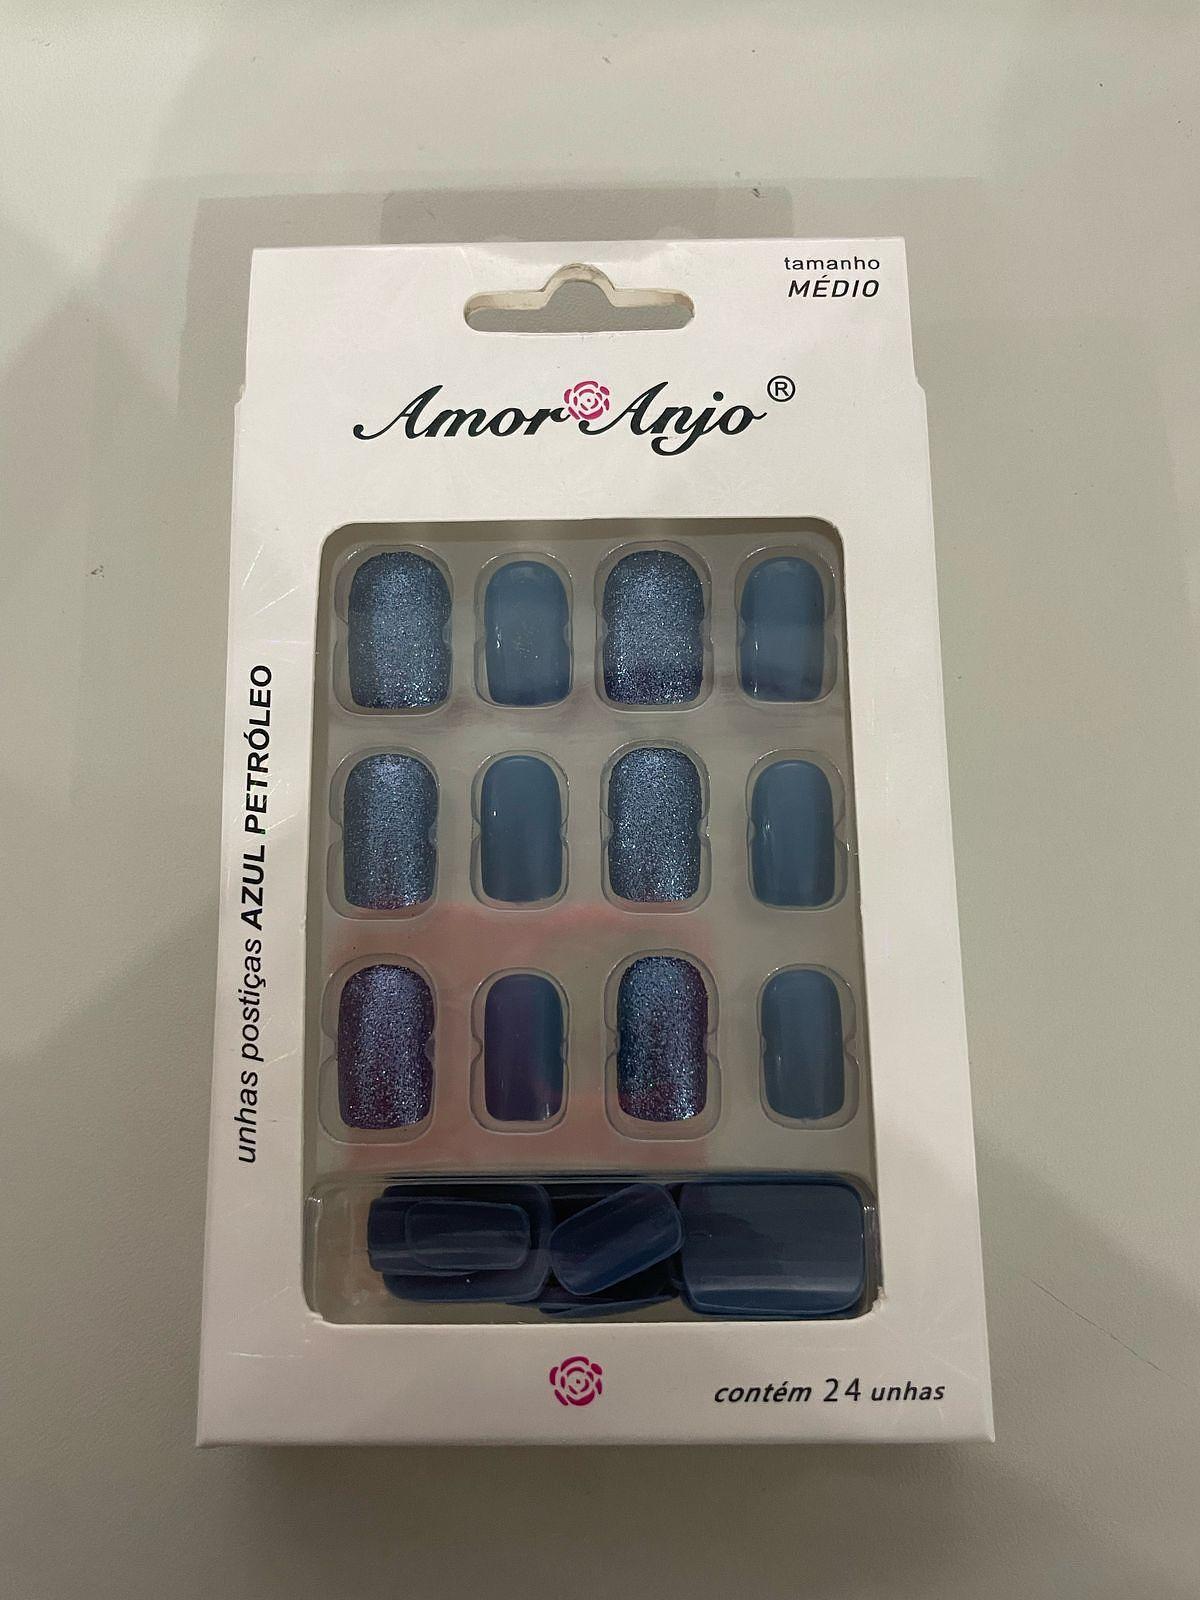 tamanho
MÉDIO
Amor Anjo ®
unhas postiças AZUL PETRÓLEO
contém 24 unhas